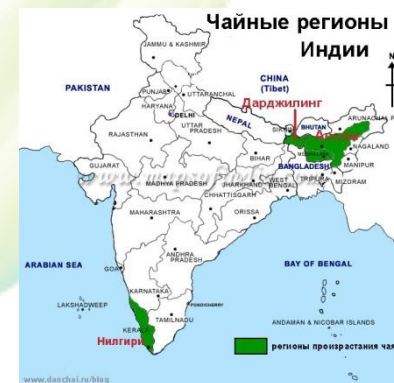 Чайные регионы
Индии
N
JAMMU & KASHMIR
PAKISTAN
CHINA
(Tibet)
PUNJAB
UTTARANCHAL
HARYANA
DELHI
Дарджилинг
NEPAL
SIK
BHUTAN
ARUNACHAL P
RAJASTHAN
UTTAR
PRADESH
BIHAR
NAGALAND
MANIPUR
BANGLADESH
TRIPURA
MIZORAM
GUJARAT
MADHYA PRADESH
JHARKHAND
WEST
BENGAL
CHHATTISGARH
MAHARASHTRA
ORISSA
ARABIAN SEA
GOA
ANDHRA
PRADESH
BAY OF BENGAL
KARNATAKA
PONDICHERRY
LAKSHADWEEP
TAMILNADU
KERALA
Нилгири
ANDAMAN & NICOBAR ISLANDS
регионы произрастания чая
www.daochai.ru/blog